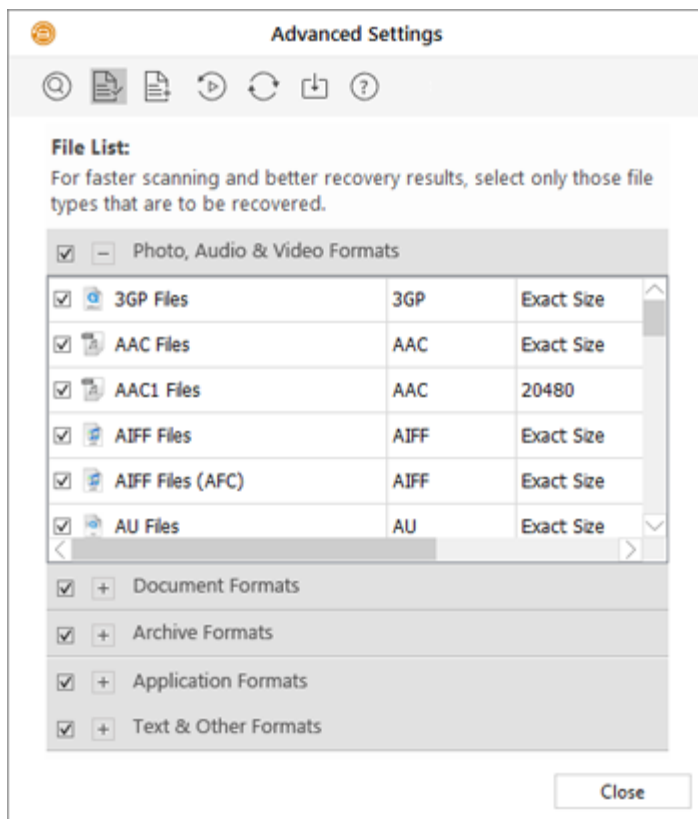 Advanced Settings
File List:
For faster scanning and better recovery results, select only those file
types that are to be recovered.
Photo, Audio & Video Formats
3GP Files 3GP Exact Size
AAC Files AAC Exact Size
AAC1 Files AAC 20480
AIFF Files AIFF Exact Size
AIFF Files (AFC) AIFF Exact Size
AU Files AU Exact Size
Document Formats
Archive Formats
Application Formats
Text & Other Formats
Close